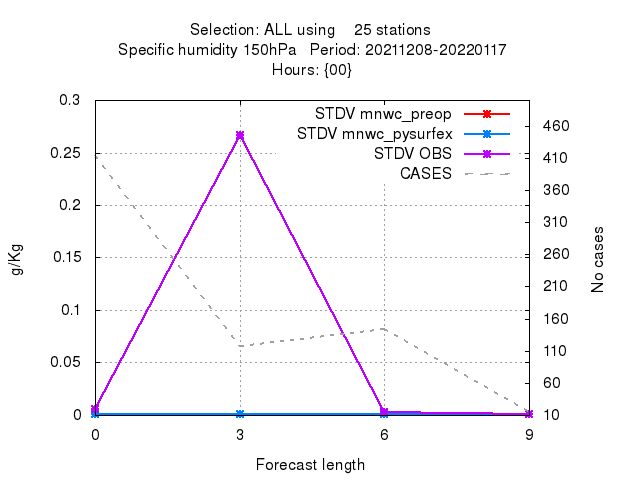 Selection: ALL using    25 stations
Specific humidity 150hPa   Period: 20211208-20220117
Hours: {00}
STDV mnwc_preop
STDV mnwc_pysurfex
STDV OBS
CASES
0.3
0.25
0.2
0.15
0.1
0.05
0
g/Kg
460
410
360
310
260
210
160
110
60
10
No cases
0 3 6 9
Forecast length